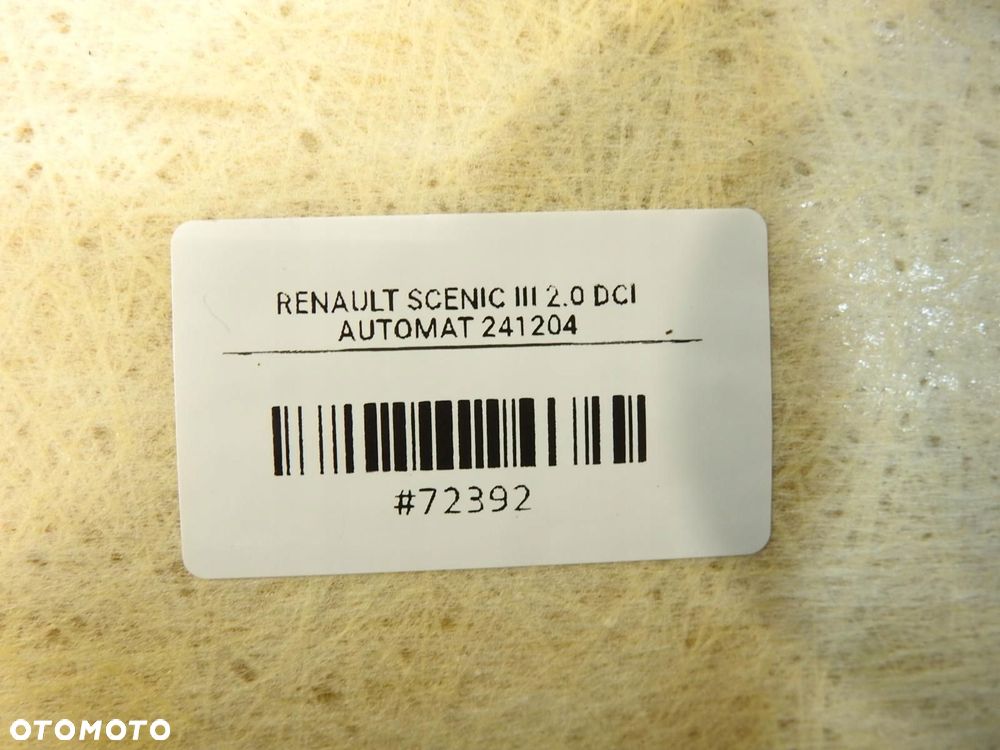 RENAULT SCENIC III 2.0 DCI
AUTOMAT 241204
#72392
OTOMOTO